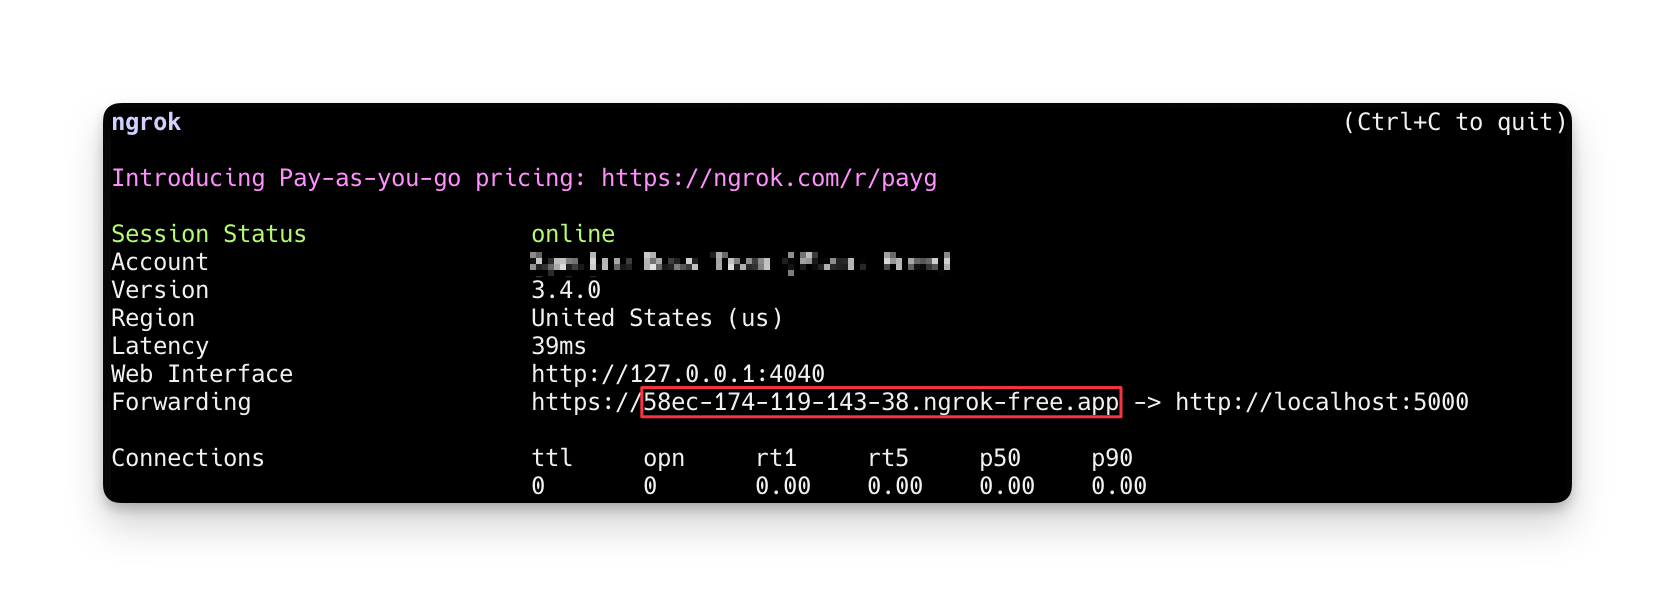 ngrok (Ctrl+C to quit)
Introducing Pay-as-you-go pricing: https://ngrok.com/r/payg
Session Status online
Account
Version 3.4.0
Region United States (us)
Latency 39ms
Web Interface http://127.0.0.1:4040
Forwarding https://58ec-174-119-143-38.ngrok-free.app -> http://localhost:5000
Connections ttl opn rt1 rt5 p50 p90
0 0 0.00 0.00 0.00 0.00